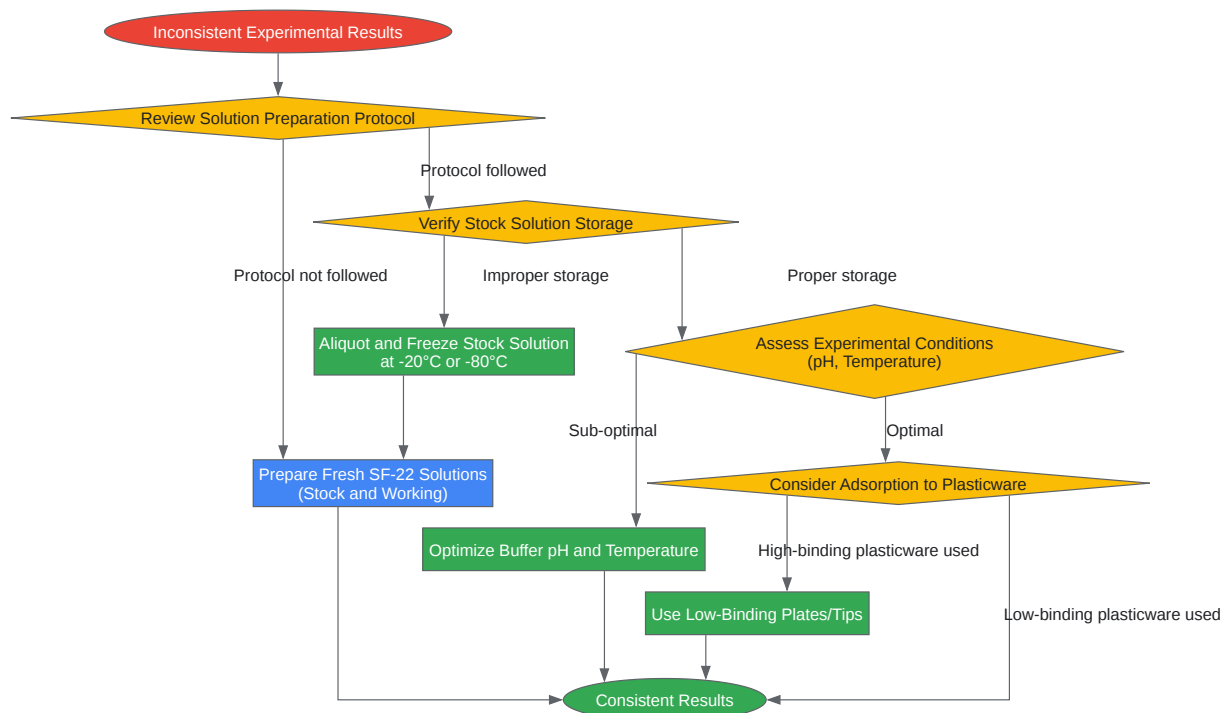 Inconsistent Experimental Results
Review Solution Preparation Protocol
Protocol followed
Verify Stock Solution Storage
Protocol not followed
Improper storage
Proper storage
Aliquot and Freeze Stock Solution
at -20°C or -80°C
Assess Experimental Conditions
(pH, Temperature)
Sub-optimal
Optimal
Prepare Fresh SF-22 Solutions
(Stock and Working)
Consider Adsorption to Plasticware
Optimize Buffer pH and Temperature
High-binding plasticware used
Use Low-Binding Plates/Tips
Low-binding plasticware used
Consistent Results